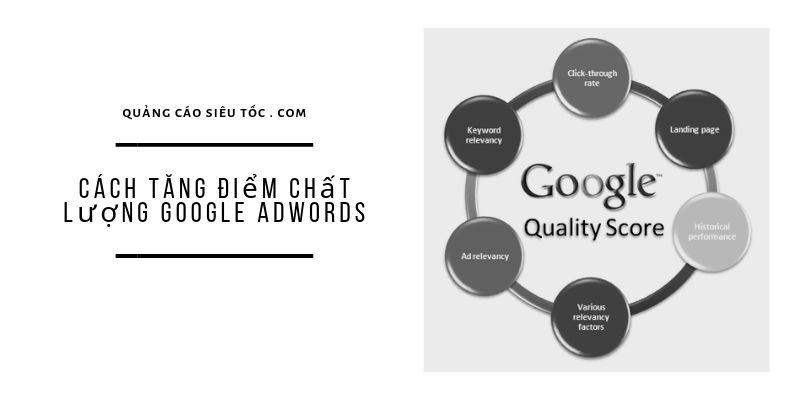 QUẢNG CÁO SIÊU TỐC . COM
CÁCH TĂNG ĐIỂM CHẤT
LƯỢNG GOOGLE ADWORDS
Click-through
rate
Keyword
relevancy
Landing page
Google™
Quality Score
Historical
performance
Ad relevancy
Various
relevancy
factors